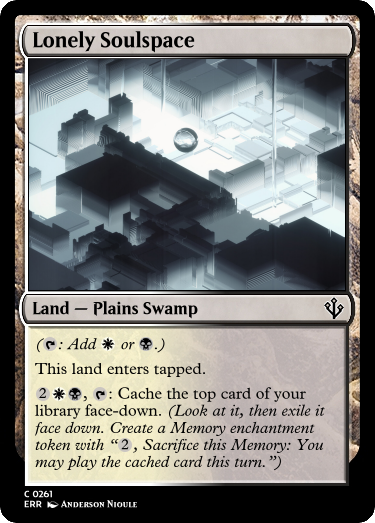 Lonely Soulspace
Land — Plains Swamp
(: Add or .)
This land enters tapped.
2, : Cache the top card of your
library face-down. (Look at it, then exile it
face down. Create a Memory enchantment
token with “2, Sacrifice this Memory: You
may play the cached card this turn.”)
C 0261
ERR Anderson Nioule